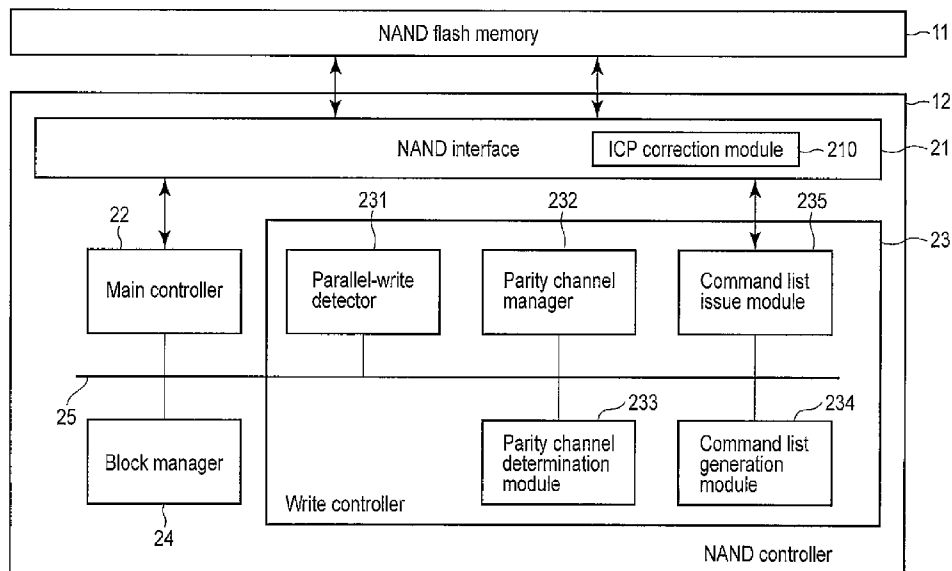 NAND flash memory
11
12
NAND interface
ICP correction module
210
21
22
231
232
235
23
Main controller
Parallel-write
detector
Parity channel
manager
Command list
issue module
25
233
234
Block manager
Parity channel
determination
module
Command list
generation
module
24
Write controller
NAND controller